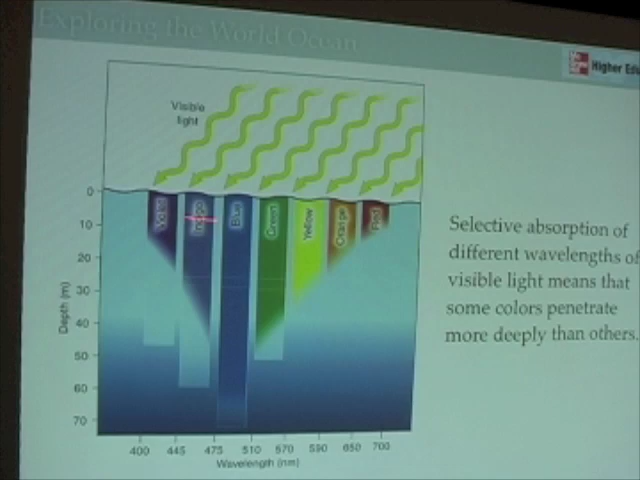 Exploring the World Ocean
Higher Edu
Visible
light
0
10
20
30
40
50
60
70
Depth (m)
Violet
Indigo
Blue
Green
Yellow
Orange
Red
400 445 475 510 570 590 650 700
Wavelength (nm)
Selective absorption of
different wavelengths of
visible light means that
some colors penetrate
more deeply than others.